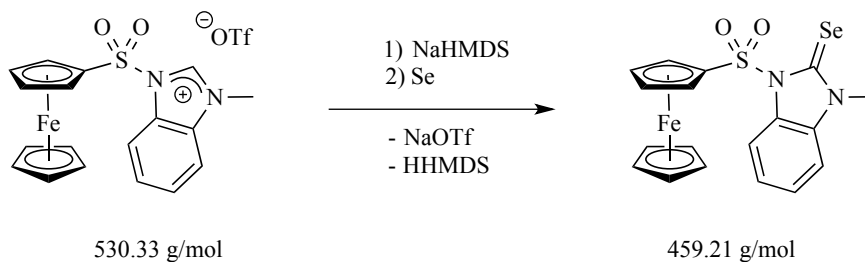 O O
⊖OTf
S
N
⊕
N
Fe
1) NaHMDS
2) Se
- NaOTf
- HHMDS
O O
Se
S
N
N
Fe
530.33 g/mol
459.21 g/mol